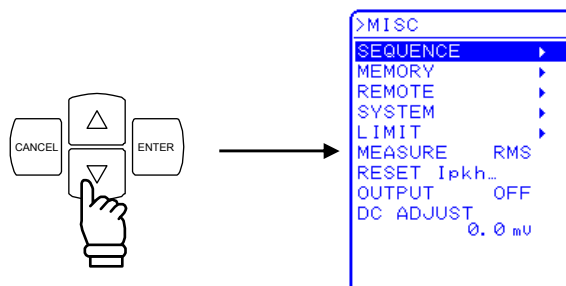 CANCEL
ENTER
>MISC
SEQUENCE
MEMORY
REMOTE
SYSTEM
LIMIT
MEASURE RMS
RESET Ipkh…
OUTPUT OFF
DC ADJUST
0.0 mV